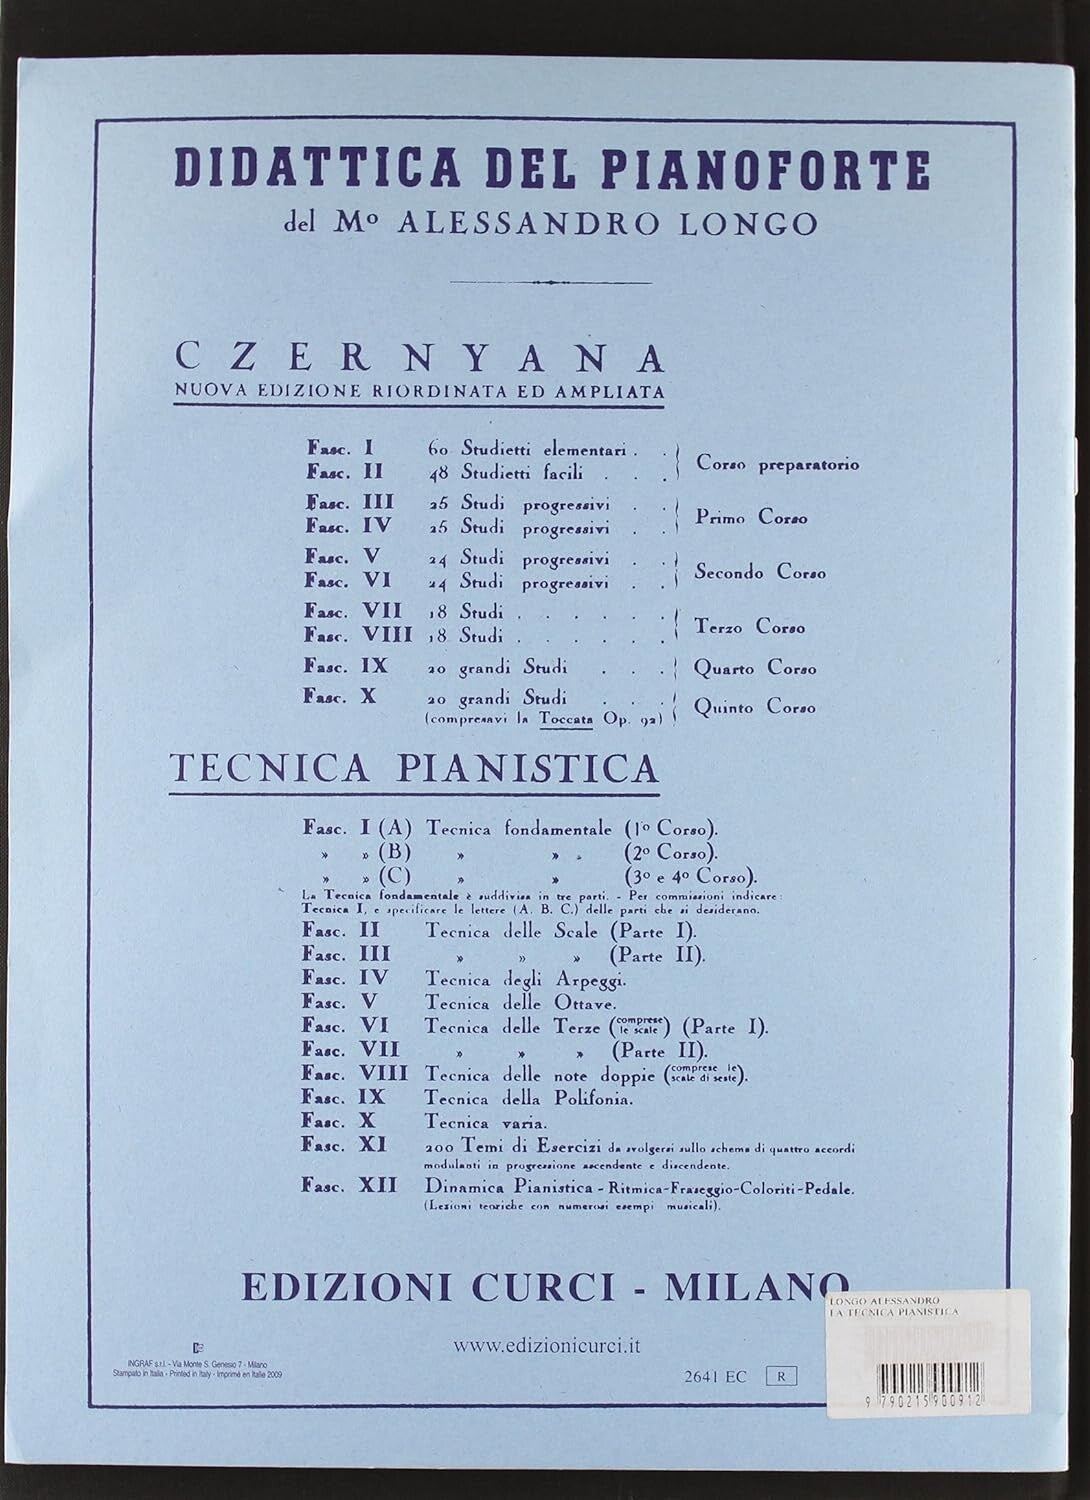 DIDATTICA DEL PIANOFORTE
del Mº ALESSANDRO LONGO
CZERNYANA
NUOVA EDIZIONE RIORDINATA ED AMPLIATA
Fasc. I 60 Studietti elementari . . Corso preparatorio
Fasc. II 48 Studietti facili . . .
Fasc. III 25 Studi progressivi . . Primo Corso
Fasc. IV 25 Studi progressivi . .
Fasc. V 24 Studi progressivi . . Secondo Corso
Fasc. VI 24 Studi progressivi . .
Fasc. VII 18 Studi . . . . . . Terzo Corso
Fasc. VIII 18 Studi . . . . . .
Fasc. IX 20 grandi Studi . . . Quarto Corso
Fasc. X 20 grandi Studi . . . Quinto Corso
(compresavi la Toccata Op. 92)
TECNICA PIANISTICA
Fasc. I (A) Tecnica fondamentale (1º Corso).
» » (B) » » (2º Corso).
» » (C) » » (3º e 4º Corso).
La Tecnica fondamentale è suddivisa in tre parti. - Per commissioni indicare:
Tecnica I, e specificare le lettere (A. B. C.) delle parti che si desiderano.
Fasc. II Tecnica delle Scale (Parte I).
Fasc. III » » » (Parte II).
Fasc. IV Tecnica degli Arpeggi.
Fasc. V Tecnica delle Ottave.
Fasc. VI Tecnica delle Terze (comprese le scale) (Parte I).
Fasc. VII » » » (Parte II).
Fasc. VIII Tecnica delle note doppie (comprese le scale di seste).
Fasc. IX Tecnica della Polifonia.
Fasc. X Tecnica varia.
Fasc. XI 200 Temi di Esercizi da svolgersi sullo schema di quattro accordi
modulanti in progressione ascendente e discendente.
Fasc. XII Dinamica Pianistica - Ritmica-Fraseggio-Coloriti-Pedale.
(Lezioni teoriche con numerosi esempi musicali).
EDIZIONI CURCI - MILANO
LONGO ALESSANDRO
LA TECNICA PIANISTICA
www.edizionicurci.it
INGRAF s.r.l. - Via Monte S. Genesio 7 - Milano
Stampato in Italia - Printed in Italy - Imprimé en Italie 2009
2641 EC R
9 790215 900912